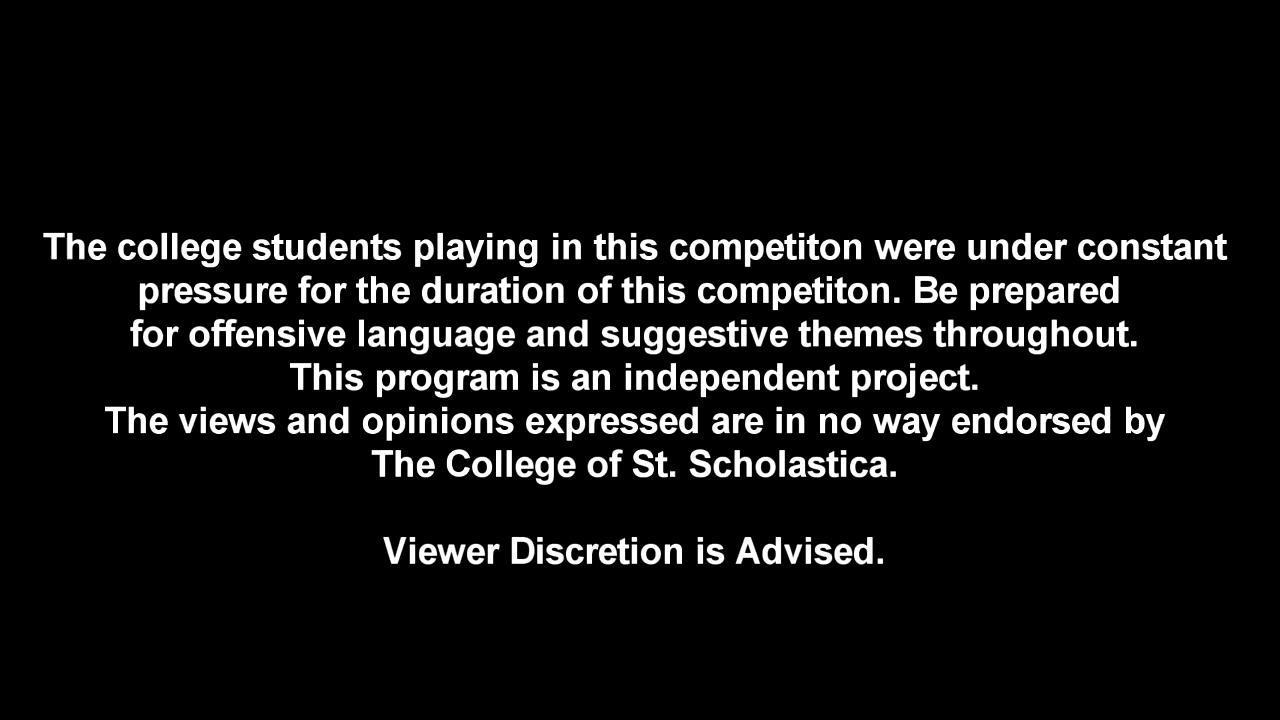 The college students playing in this competiton were under constant
pressure for the duration of this competiton. Be prepared
for offensive language and suggestive themes throughout.
This program is an independent project.
The views and opinions expressed are in no way endorsed by
The College of St. Scholastica.
Viewer Discretion is Advised.